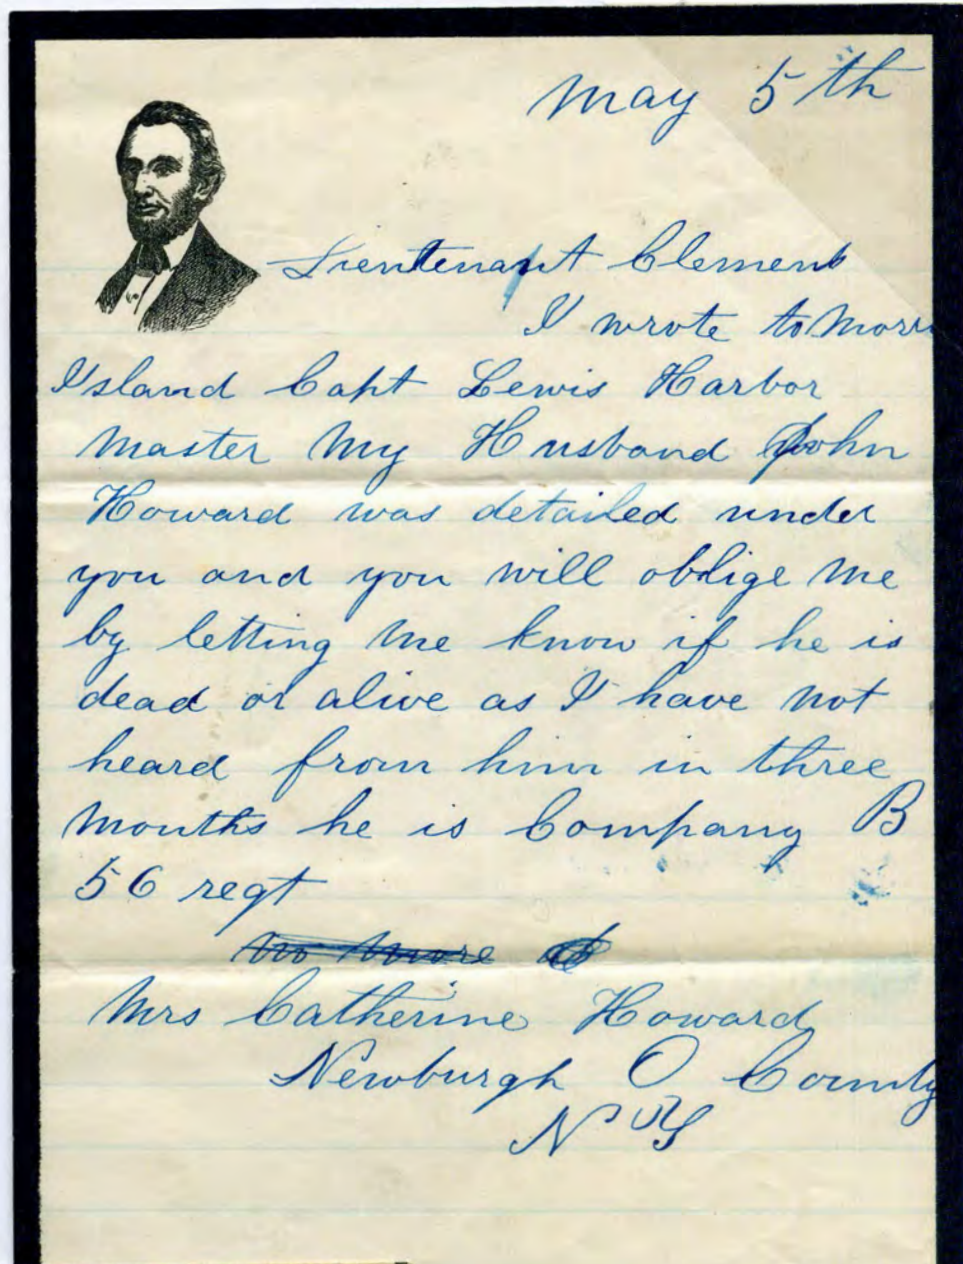 May 5th
Lieutenant Clement
I wrote to Morr
Island Capt Lewis Harbor
Master My Husband John
Howard was detailed under
you and you will oblige Me
by letting Me know if he is
dead or alive as I have not
heard from him in three
Months he is Company B
56 regt
No More
Mrs Catherine Howard
Newburgh O County
N Y